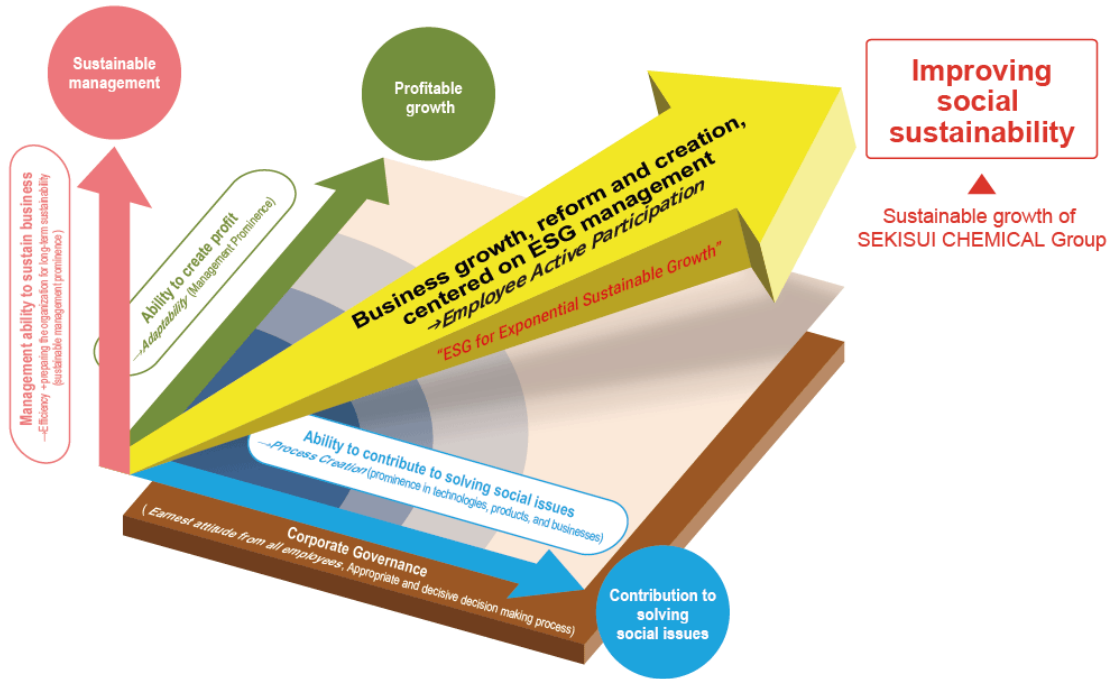 Sustainable
management
Profitable
growth
Improving
social
sustainability
Sustainable growth of
SEKISUI CHEMICAL Group
Management ability to sustain business
→Efficiency +preparing the organization for long-term sustainability
(sustainable management prominence )
Ability to create profit
→Adaptability (Management Prominence)
Business growth, reform and creation,
centered on ESG management
→Employee Active Participation
“ESG for Exponential Sustainable Growth”
Ability to contribute to solving social issues
→Process Creation (prominence in technologies, products, and businesses)
Corporate Governance
( Earnest attitude from all employees, Appropriate and decisive decision making process)
Contribution to
solving
social issues